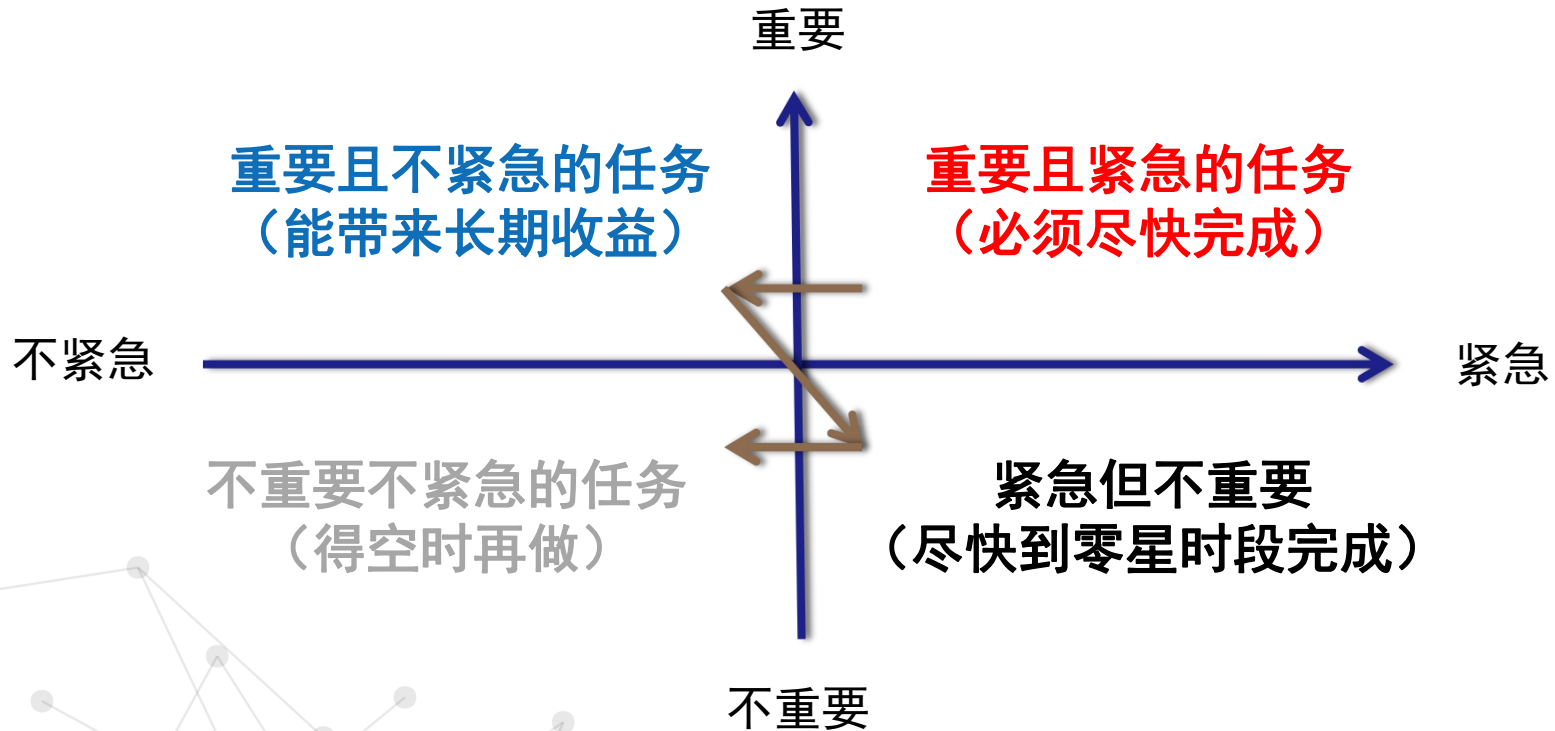 重要
重要且不紧急的任务
（能带来长期收益）
重要且紧急的任务
（必须尽快完成）
不紧急
紧急
不重要不紧急的任务
（得空时再做）
紧急但不重要
（尽快到零星时段完成）
不重要